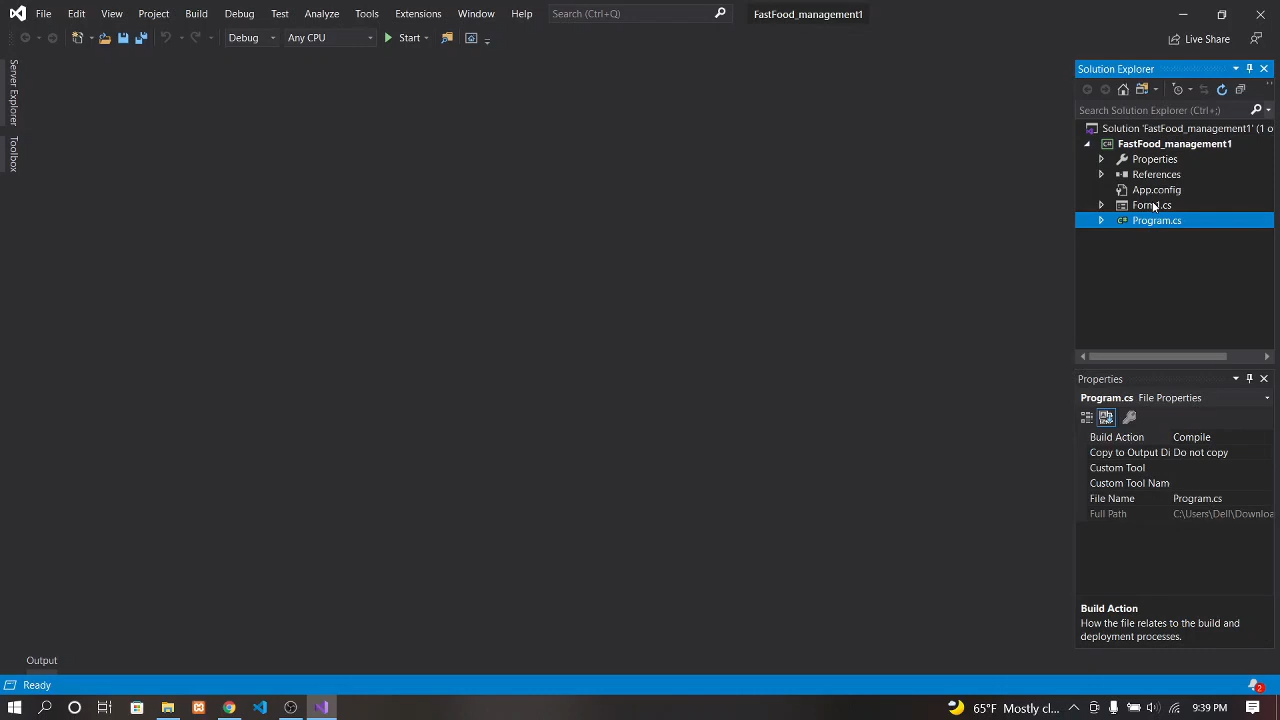 File Edit View Project Build Debug Test Analyze Tools Extensions Window Help Search (Ctrl+Q) FastFood_management1
Debug Any CPU Start Live Share
Server Explorer
Toolbox
Solution Explorer
Search Solution Explorer (Ctrl+;)
Solution 'FastFood_management1' (1 o
FastFood_management1
Properties
References
App.config
Form1.cs
Program.cs
Properties
Program.cs File Properties
Build Action Compile
Copy to Output Di Do not copy
Custom Tool
Custom Tool Nam
File Name Program.cs
Full Path C:\Users\Dell\Downloa
Build Action
How the file relates to the build and
deployment processes.
Output
Ready 2
65°F Mostly cl... 9:39 PM